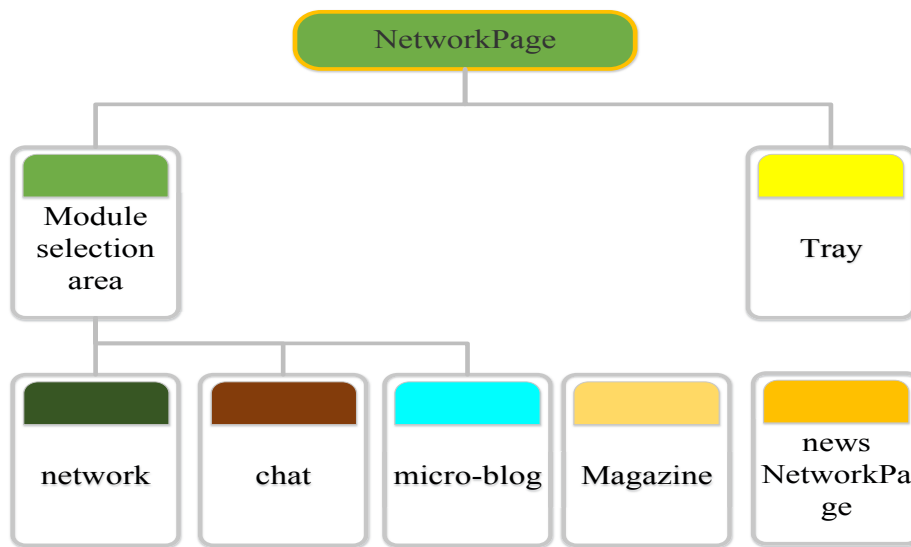 NetworkPage
Module
selection
area
Tray
network
chat
micro-blog
Magazine
news
NetworkPa
ge